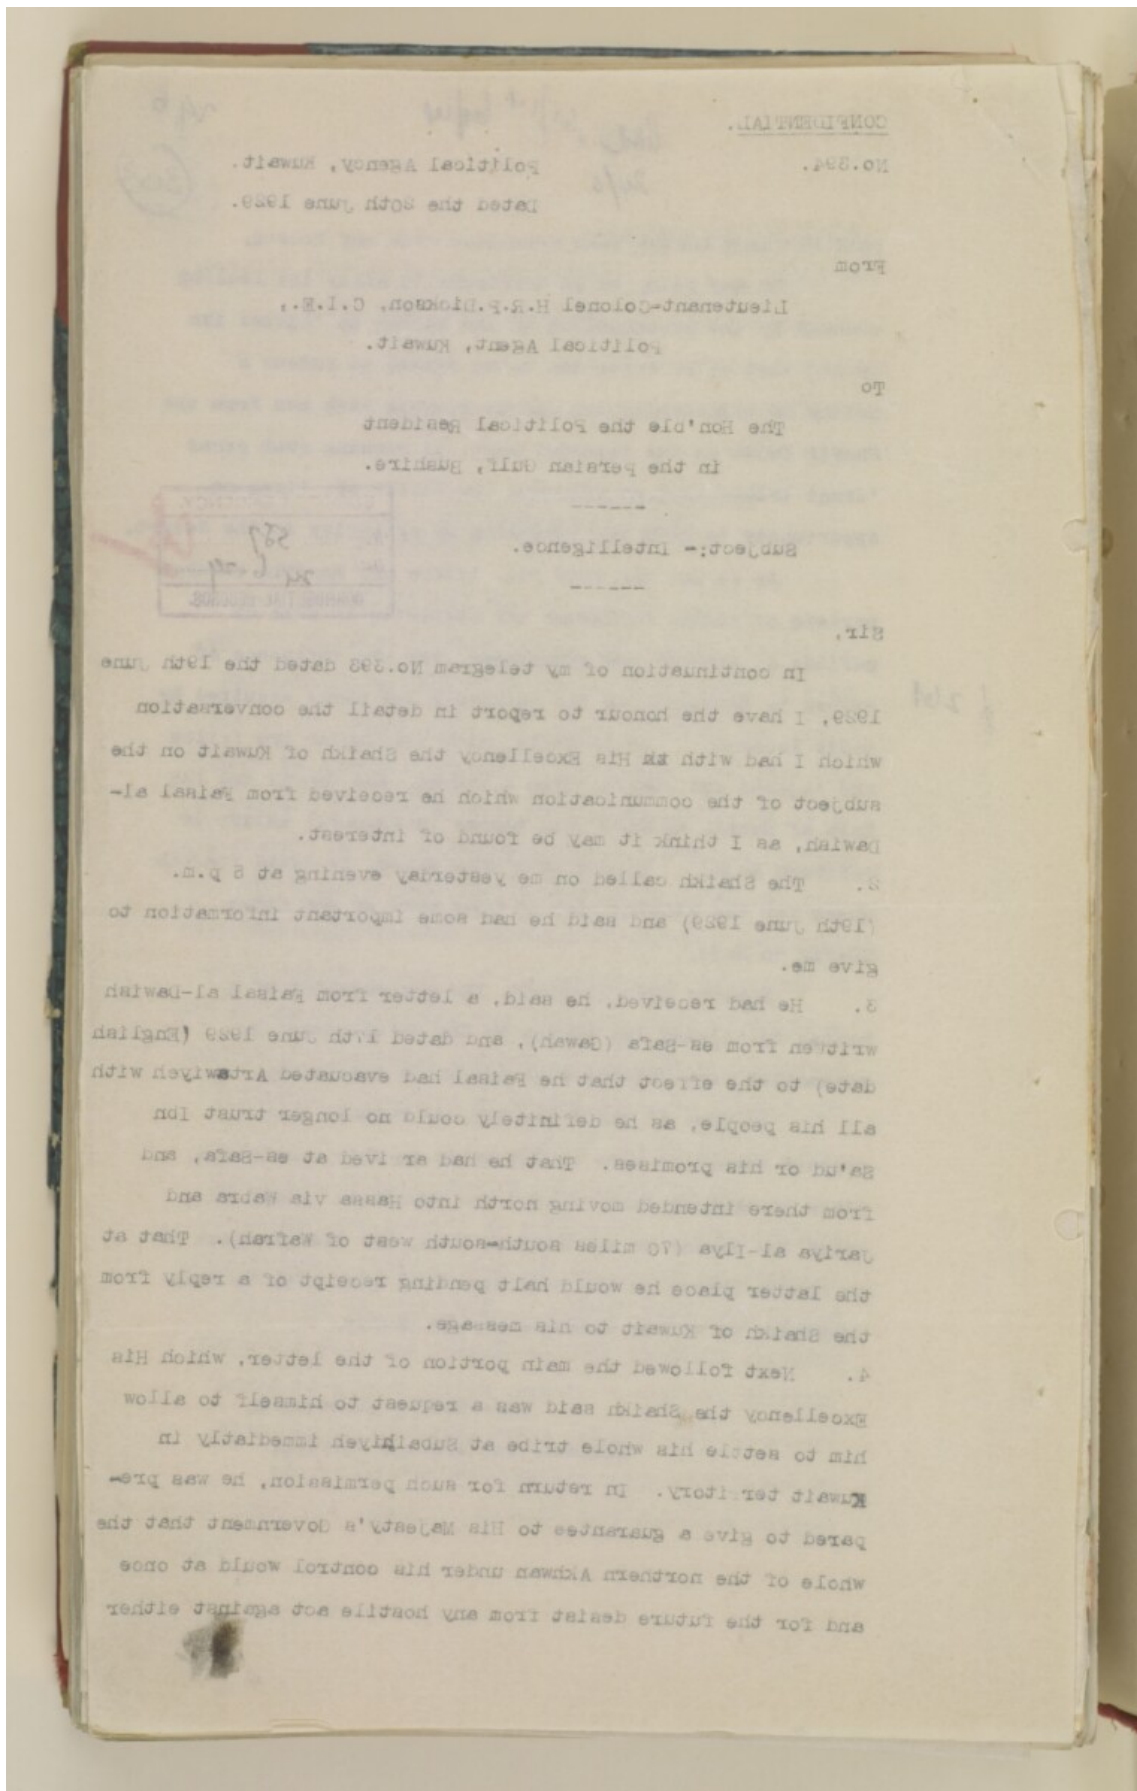 CONFIDENTIAL.
No.394.
Political Agency, Kuwait.
Dated the 20th June 1929.
From
Lieutenant-Colonel H.R.P.Dickson, C.I.E.,
Political Agent, Kuwait.
To
The Hon'ble the Political Resident
in the Persian Gulf, Bushire.
------
Subject:- Intelligence.
------
Sir,
In continuation of my telegram No.393 dated the 19th June
1929, I have the honour to report in detail the conversation
which I had with His Excellency the Shaikh of Kuwait on the
subject of the communication which he received from Faisal al-
Dawish, as I think it may be found of interest.
2. The Shaikh called on me yesterday evening at 5 p.m.
(19th June 1929) and said he had some important information to
give me.
3. He had received, he said, a letter from Faisal al-Dawish
written from es-Safa (Gawah), and dated 17th June 1929 (English
date) to the effect that he Faisal had evacuated Artawiyeh with
all his people, as he definitely could no longer trust Ibn
Sa'ud or his promises. That he had arrived at es-Safa, and
from there intended moving north into Hassa via Wabra and
Jariya al-Ilya (70 miles south-south west of Wafrah). That at
the latter place he would halt pending receipt of a reply from
the Shaikh of Kuwait to his message.
4. Next followed the main portion of the letter, which His
Excellency the Shaikh said was a request to himself to allow
him to settle his whole tribe at Subaihiyeh immediatly in
Kuwait territory. In return for such permission, he was pre-
pared to give a guarantee to His Majesty's Government that the
whole of the northern Akhwan under his control would at once
and for the future desist from any hostile act against either